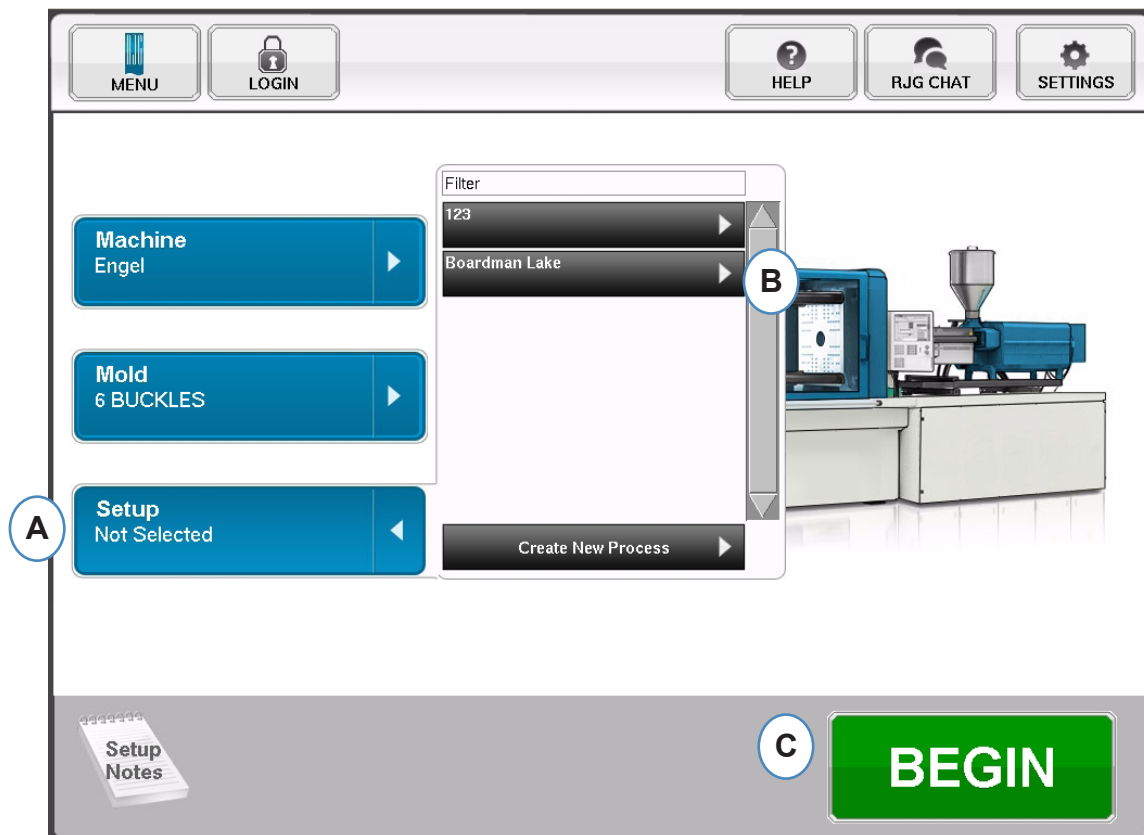 MENU
LOGIN
HELP
RJG CHAT
SETTINGS
Filter
123
Boardman Lake
Create New Process
Machine
Engel
Mold
6 BUCKLES
Setup
Not Selected
A
B
Setup
Notes
C
BEGIN